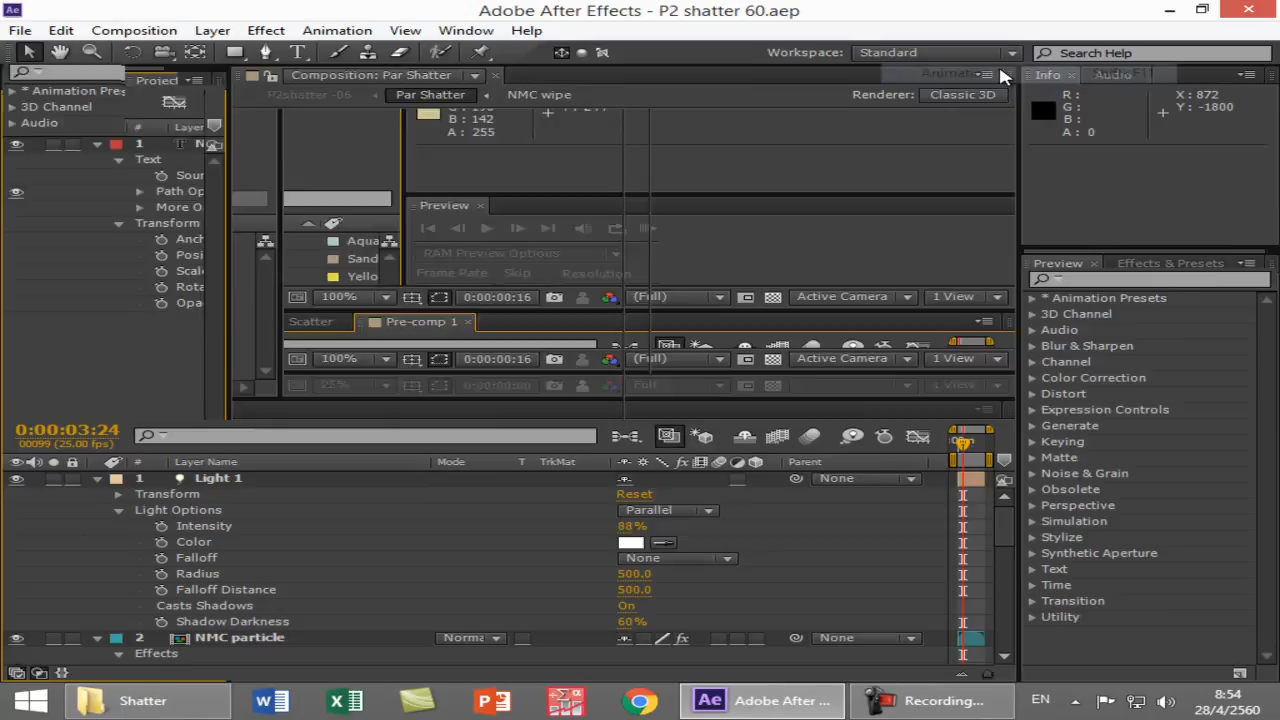 Adobe After Effects - P2 shatter 60.aep
File Edit Composition Layer Effect Animation View Window Help
Workspace: Standard Search Help
Project Composition: Par Shatter Info Audio
* Animation Pres
3D Channel
Audio
P2shatter -06 Par Shatter NMC wipe Renderer: Classic 3D
B : 142
A : 255
R :
G :
B :
A : 0
X : 872
Y : -1800
# Layer
1 T N
Text
Sour
Path Op
More O
Transform
Anch
Posi
Scal
Rota
Opac
Aqua
Sand
Yello
Preview
RAM Preview Options
Frame Rate Skip Resolution
100% 0:00:00:16 (Full) Active Camera 1 View
Scatter Pre-comp 1
100% 0:00:00:16 (Full) Active Camera 1 View
25% 0:00:00:00 Full 1 View
Preview Effects & Presets
* Animation Presets
3D Channel
Audio
Blur & Sharpen
Channel
Color Correction
Distort
Expression Controls
Generate
Keying
Matte
Noise & Grain
Obsolete
Perspective
Simulation
Stylize
Synthetic Aperture
Text
Time
Transition
Utility
0:00:03:24
00099 (25.00 fps)
# Layer Name Mode T TrkMat Parent
1 Light 1 None
Transform Reset
Light Options Parallel
Intensity 88%
Color
Falloff None
Radius 500.0
Falloff Distance 500.0
Casts Shadows On
Shadow Darkness 60%
2 NMC particle Norma None
Effects
Shatter Adobe After ... Recording... EN 8:54
28/4/2560